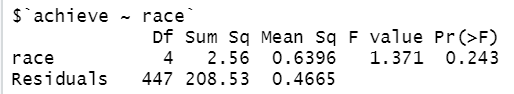 $`achieve ~ race`
Df Sum Sq Mean Sq F value Pr(>F)
race 4 2.56 0.6396 1.371 0.243
Residuals 447 208.53 0.4665